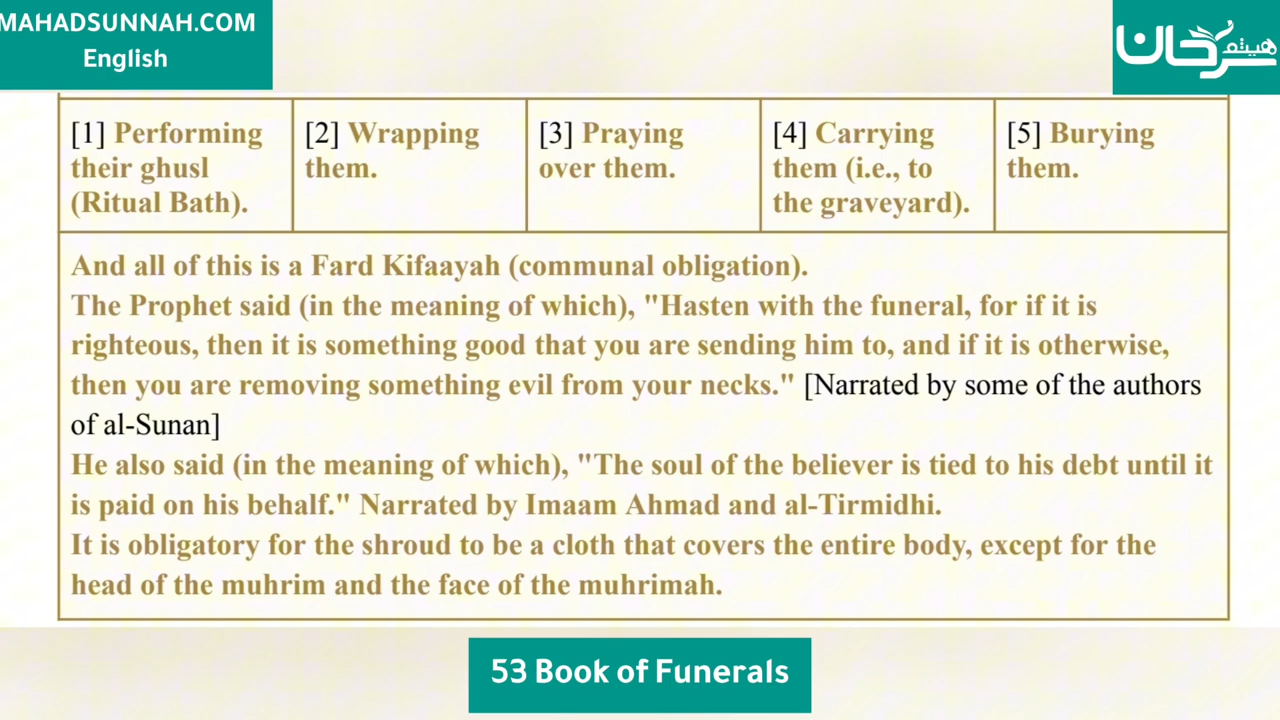 MAHADSUNNAH.COM
English
هيثم
سرحان
[1] Performing
their ghusl
(Ritual Bath).
[2] Wrapping
them.
[3] Praying
over them.
[4] Carrying
them (i.e., to
the graveyard).
[5] Burying
them.
And all of this is a Fard Kifaayah (communal obligation).
The Prophet said (in the meaning of which), "Hasten with the funeral, for if it is
righteous, then it is something good that you are sending him to, and if it is otherwise,
then you are removing something evil from your necks." [Narrated by some of the authors
of al-Sunan]
He also said (in the meaning of which), "The soul of the believer is tied to his debt until it
is paid on his behalf." Narrated by Imaam Ahmad and al-Tirmidhi.
It is obligatory for the shroud to be a cloth that covers the entire body, except for the
head of the muhrim and the face of the muhrimah.
53 Book of Funerals